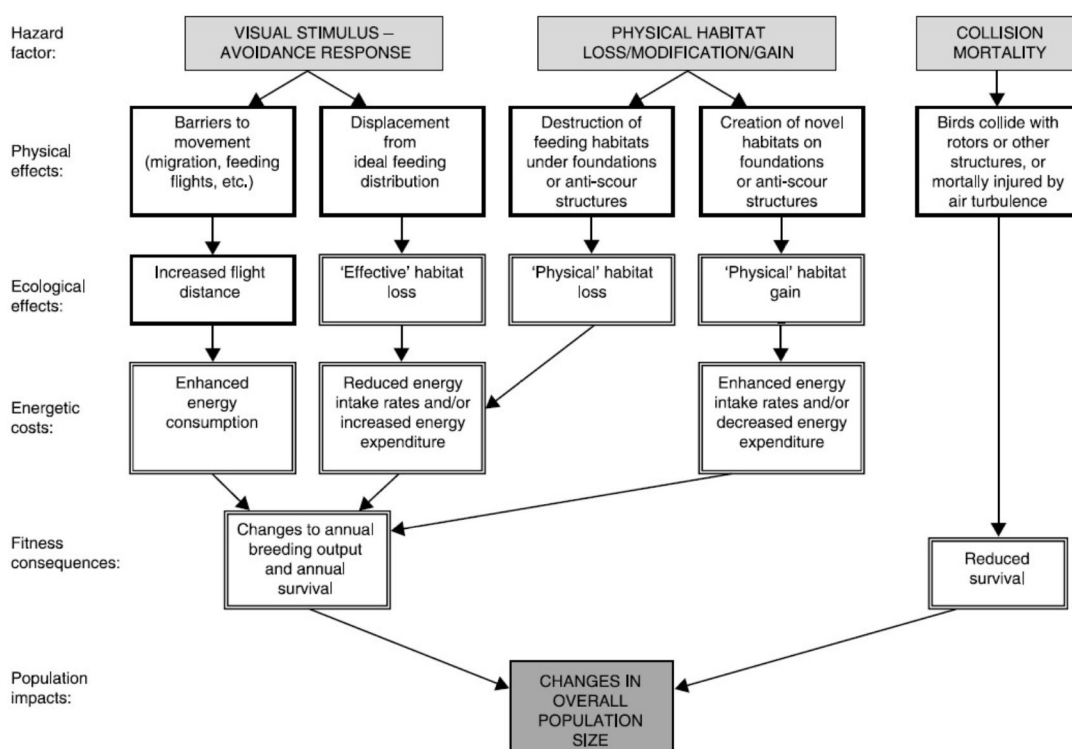 Hazard
factor:
VISUAL STIMULUS –
AVOIDANCE RESPONSE
PHYSICAL HABITAT
LOSS/MODIFICATION/GAIN
COLLISION
MORTALITY
Physical
effects:
Barriers to
movement
(migration, feeding
flights, etc.)
Displacement
from
ideal feeding
distribution
Destruction of
feeding habitats
under foundations
or anti-scour
structures
Creation of novel
habitats on
foundations
or anti-scour
structures
Birds collide with
rotors or other
structures, or
mortally injured by
air turbulence
Ecological
effects:
Increased flight
distance
‘Effective’ habitat
loss
‘Physical’ habitat
loss
‘Physical’ habitat
gain
Energetic
costs:
Enhanced
energy
consumption
Reduced energy
intake rates and/or
increased energy
expenditure
Enhanced energy
intake rates and/or
decreased energy
expenditure
Fitness
consequences:
Changes to annual
breeding output
and annual
survival
Reduced
survival
Population
impacts:
CHANGES IN
OVERALL
POPULATION
SIZE